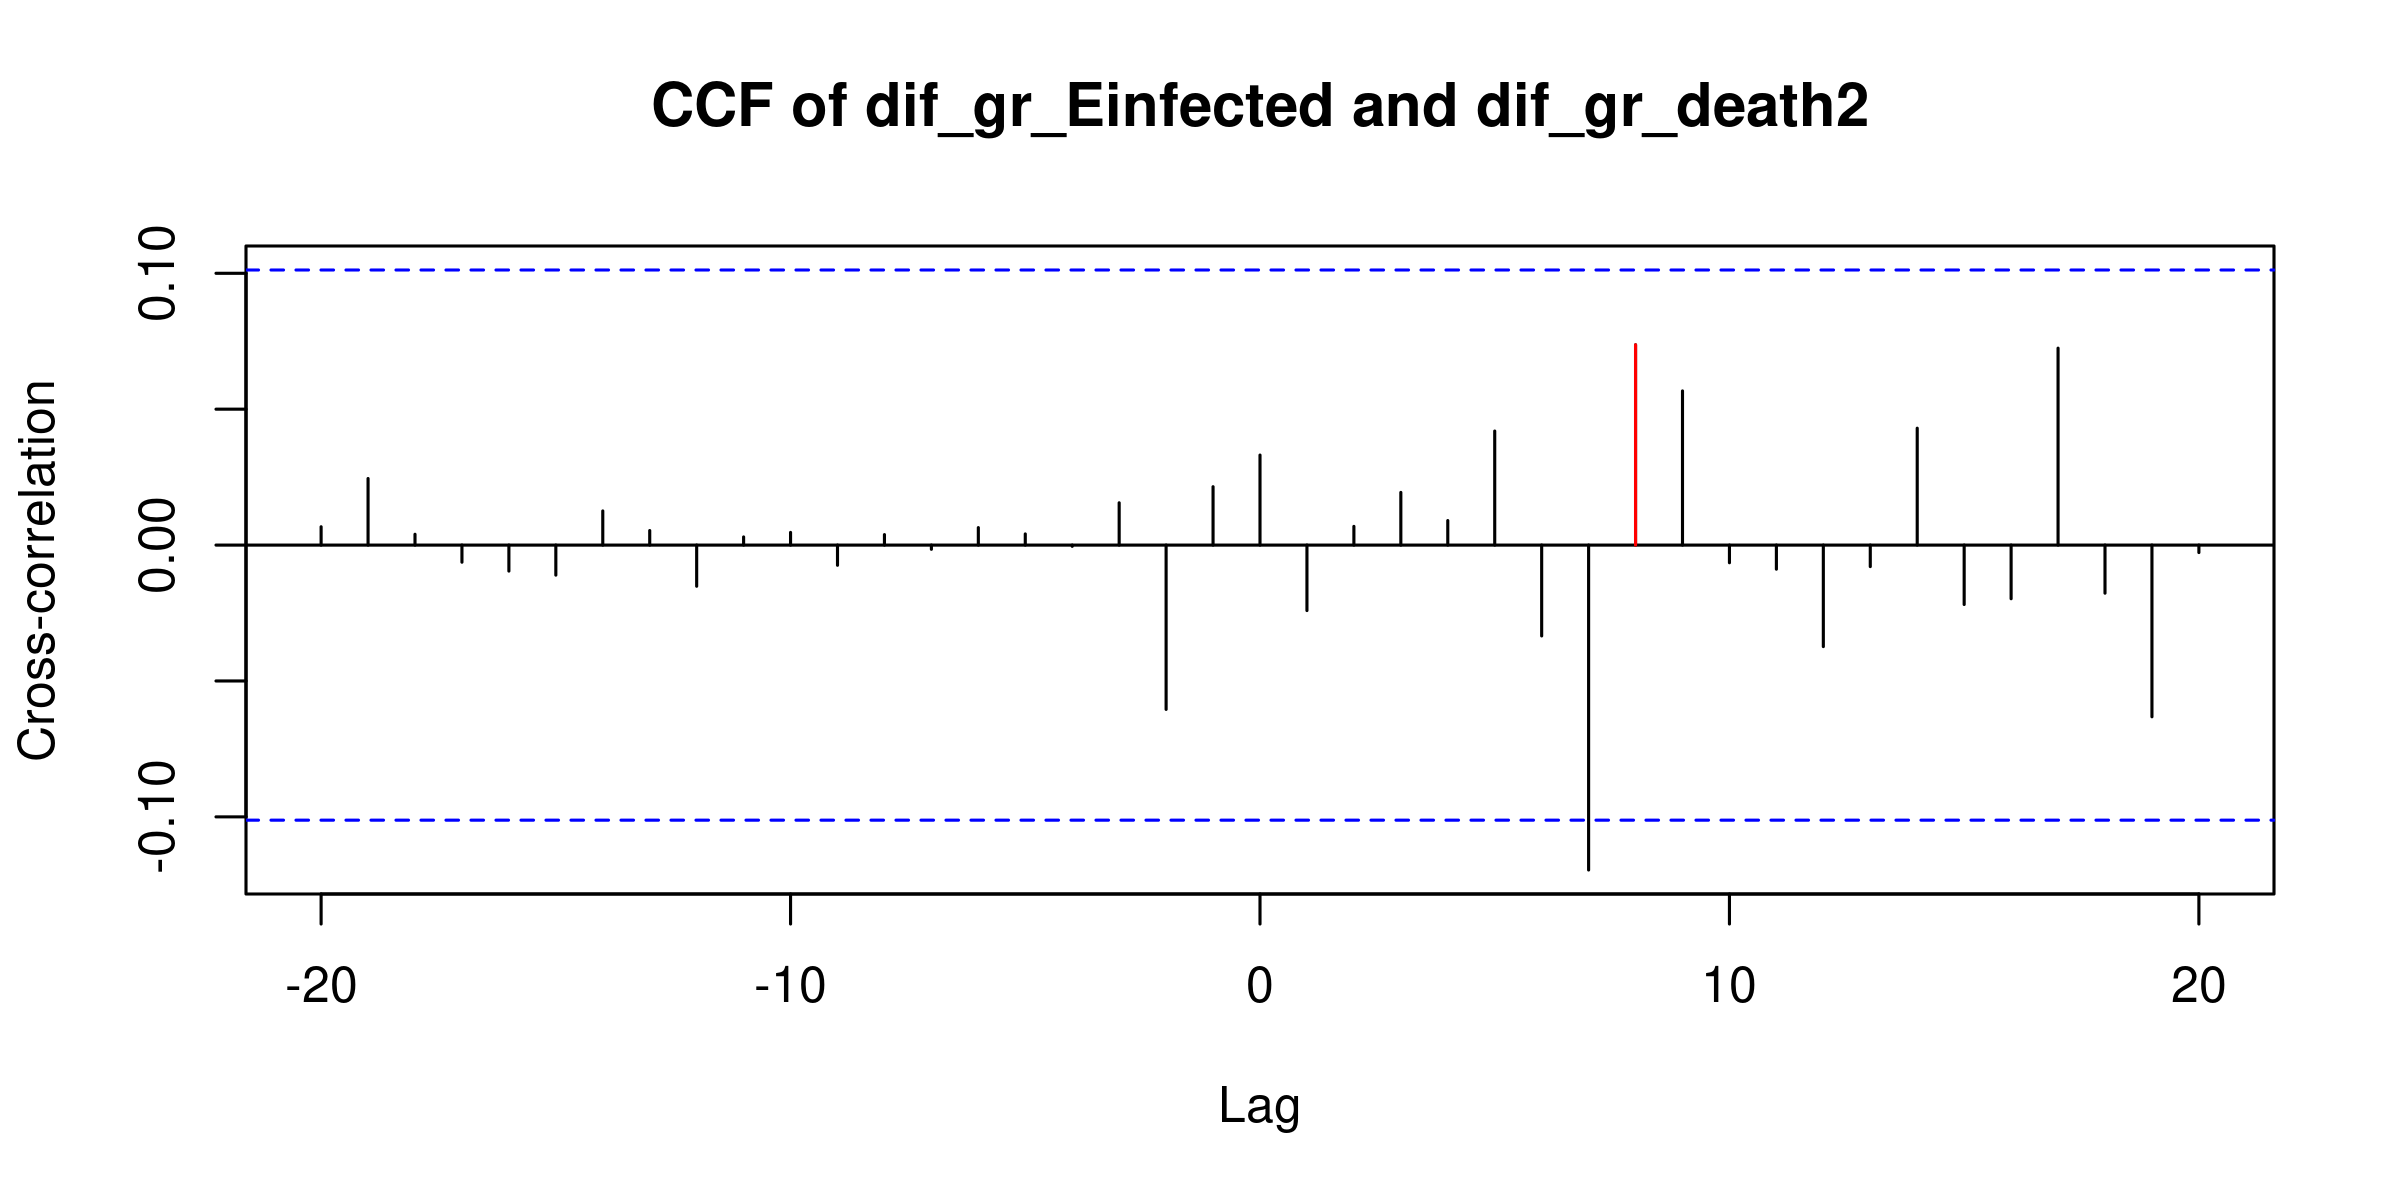 CCF of dif_gr_Einfected and dif_gr_death2
Cross-correlation
0.10
0.00
-0.10
-20
-10
0
10
20
Lag